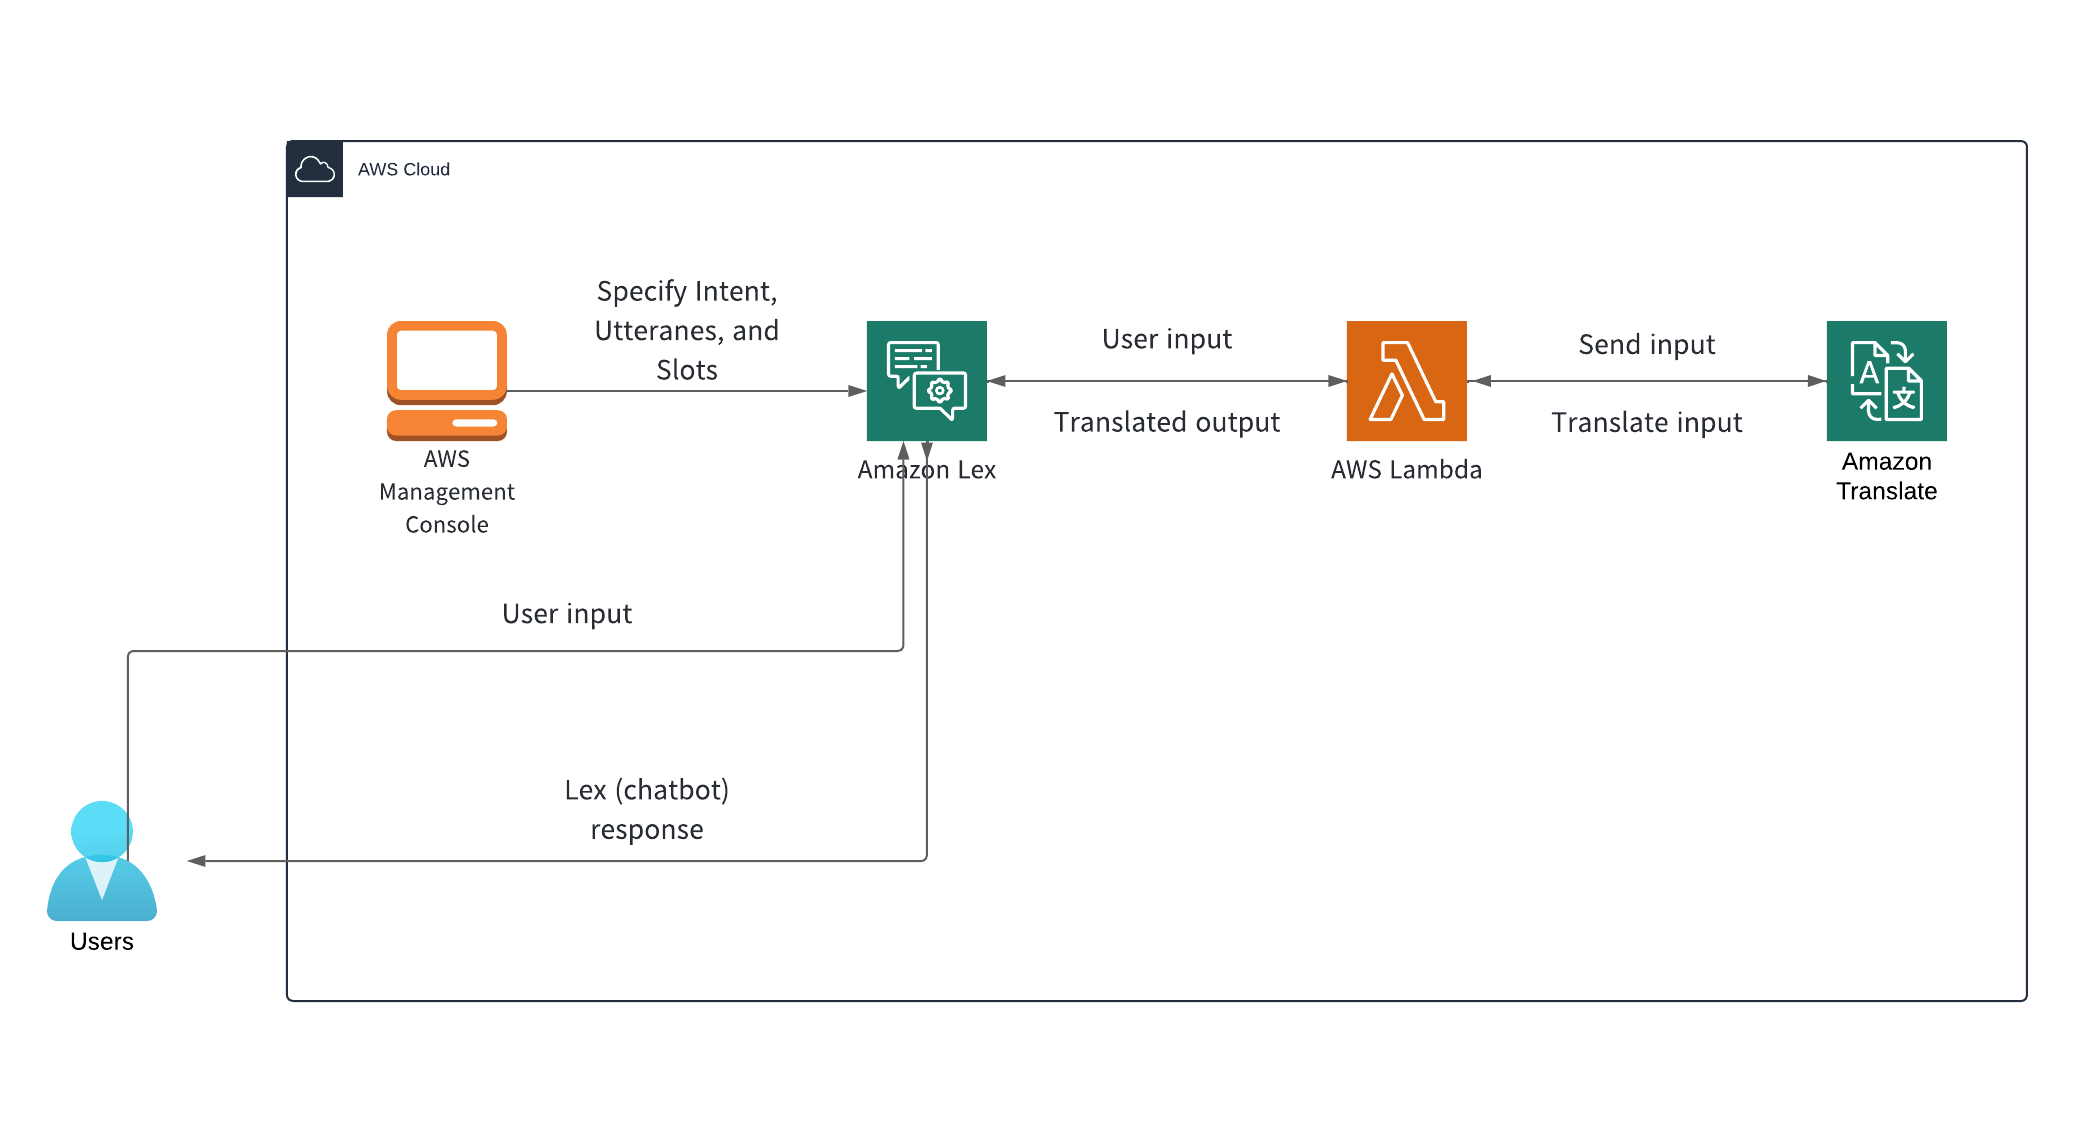 AWS Cloud
Specify Intent,
Utteranes, and
Slots
User input
Send input
Translated output
Translate input
AWS
Management
Console
Amazon Lex
AWS Lambda
Amazon
Translate
A
文
User input
Lex (chatbot)
response
Users